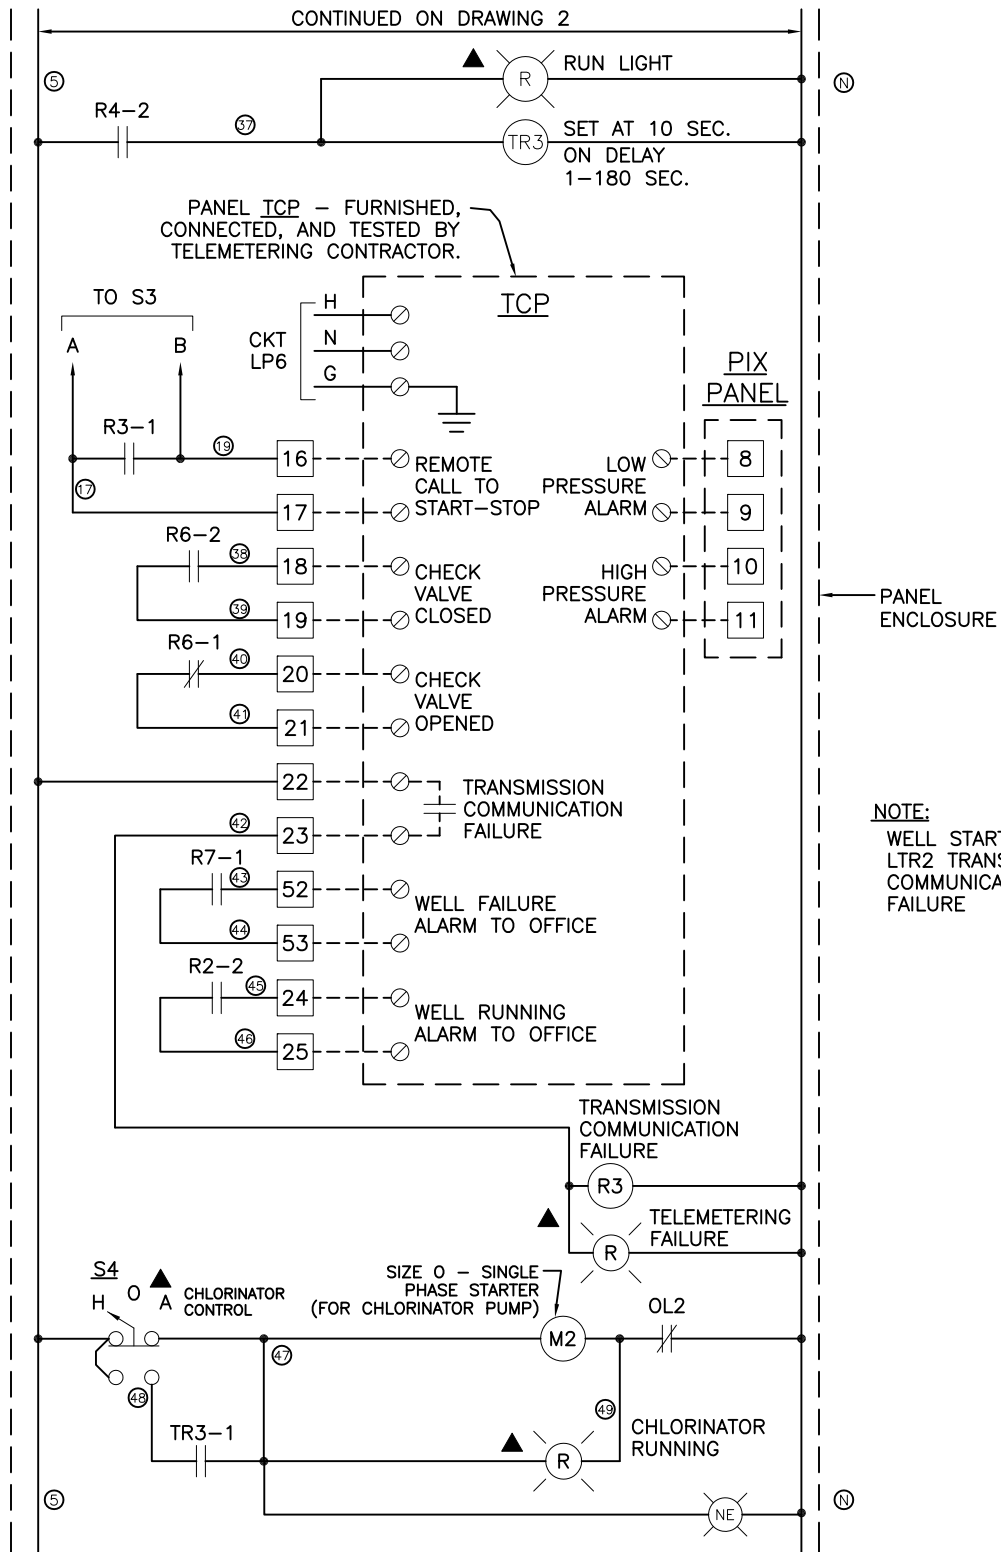 CONTINUED ON DRAWING 2
5
R
RUN LIGHT
N
R4-2
37
TR3
SET AT 10 SEC.
ON DELAY
1-180 SEC.
PANEL TCP - FURNISHED,
CONNECTED, AND TESTED BY
TELEMETERING CONTRACTOR.
TO S3
A
B
CKT
LP6
H
N
G
TCP
PIX
PANEL
R3-1
19
17
16
17
REMOTE
CALL TO
START-STOP
LOW
PRESSURE
ALARM
8
9
R6-2
38
39
18
19
CHECK
VALVE
CLOSED
HIGH
PRESSURE
ALARM
10
11
PANEL
ENCLOSURE
R6-1
40
41
20
21
CHECK
VALVE
OPENED
22
42
23
TRANSMISSION
COMMUNICATION
FAILURE
NOTE:
WELL START
LTR2 TRANS
COMMUNICA
FAILURE
R7-1
43
44
52
53
WELL FAILURE
ALARM TO OFFICE
R2-2
45
46
24
25
WELL RUNNING
ALARM TO OFFICE
TRANSMISSION
COMMUNICATION
FAILURE
R3
TELEMETERING
FAILURE
R
S4
H
O
A
CHLORINATOR
CONTROL
SIZE 0 - SINGLE
PHASE STARTER
(FOR CHLORINATOR PUMP)
M2
OL2
47
48
49
TR3-1
R
CHLORINATOR
RUNNING
5
NE
N